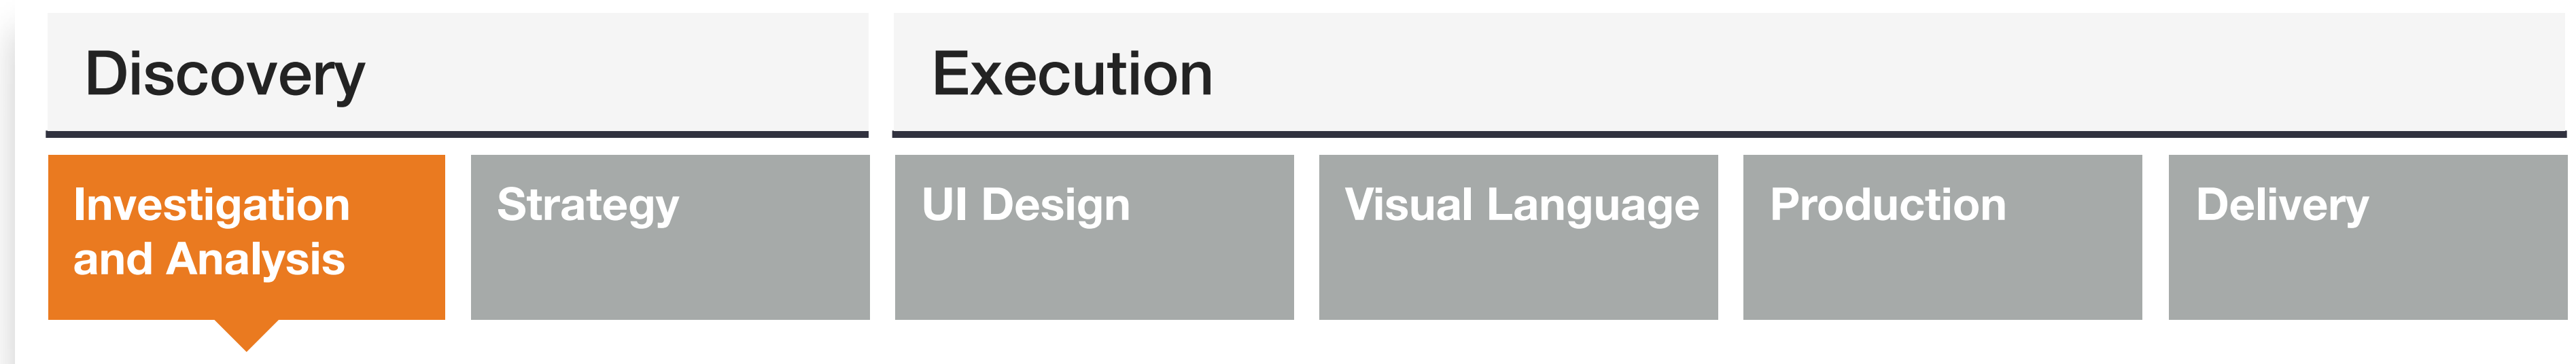 Discovery
Execution
Investigation
and Analysis
Strategy
UI Design
Visual Language
Production
Delivery